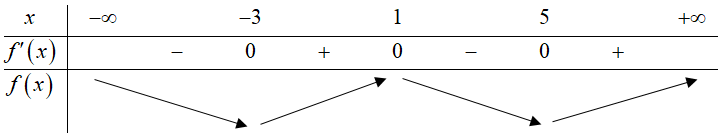 x −∞ −3 1 5 +∞
f′(x) − 0 + 0 − 0 +
f(x)